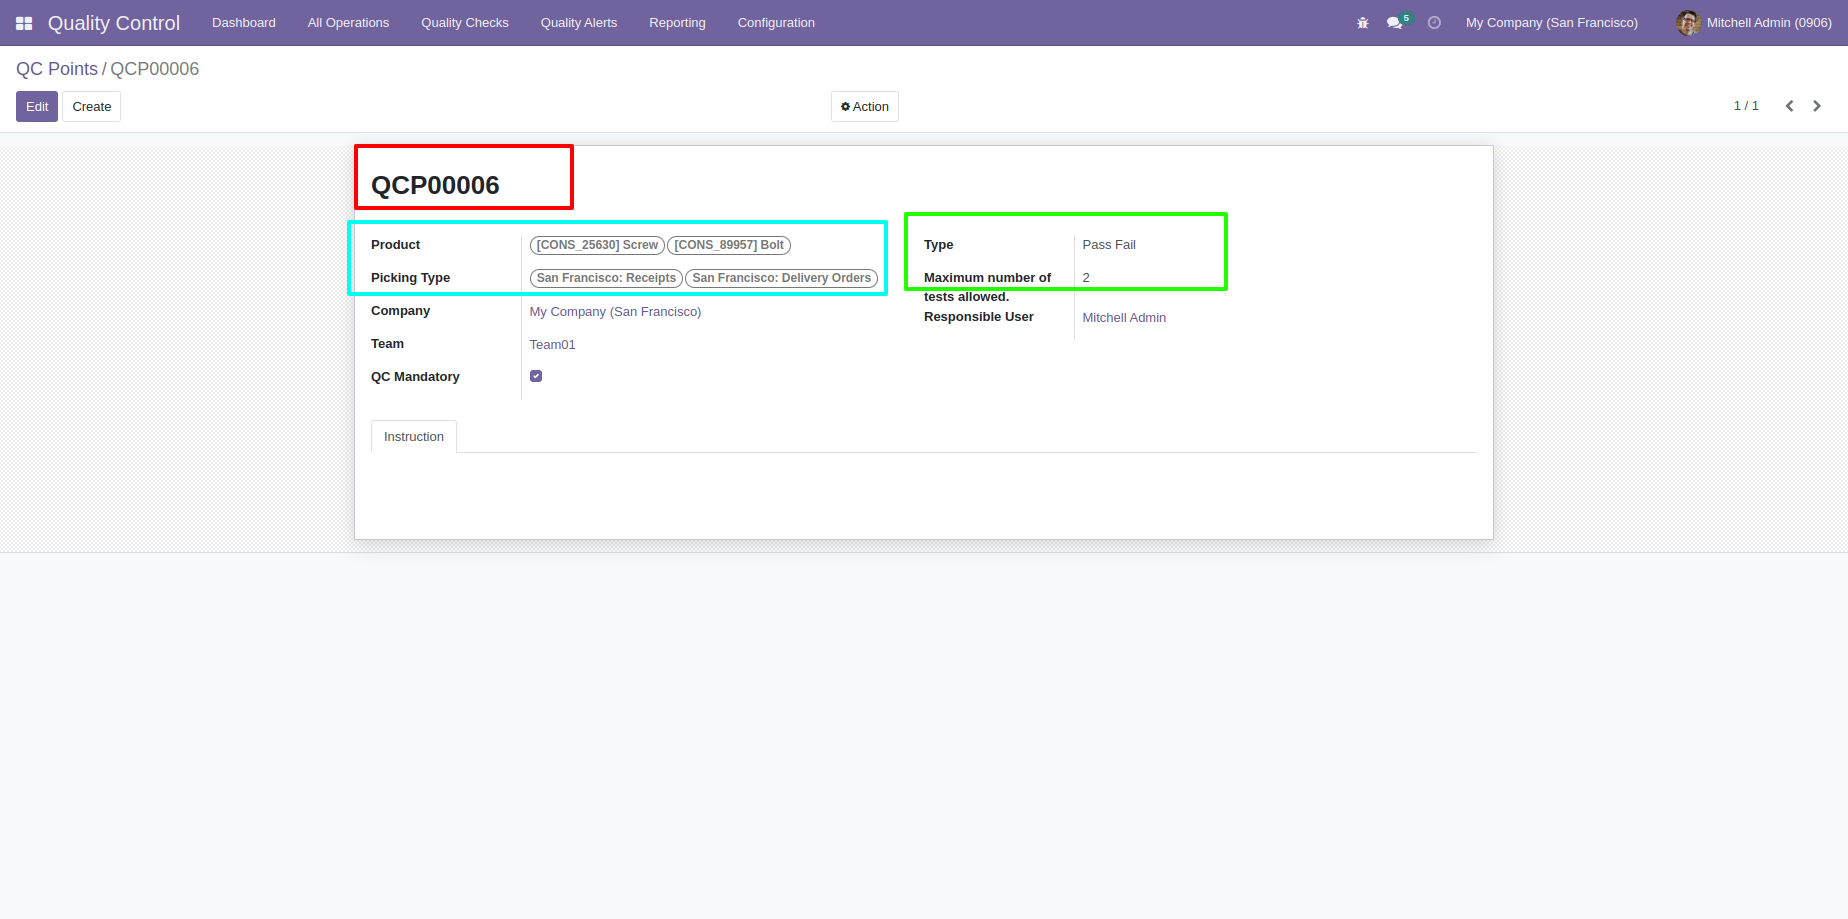 Quality Control Dashboard All Operations Quality Checks Quality Alerts Reporting Configuration 5 My Company (San Francisco) Mitchell Admin (0906)
QC Points / QCP00006
Edit Create Action 1 / 1
QCP00006
Product [CONS_25630] Screw [CONS_89957] Bolt
Picking Type San Francisco: Receipts San Francisco: Delivery Orders
Company My Company (San Francisco)
Team Team01
QC Mandatory
Type Pass Fail
Maximum number of 2
tests allowed.
Responsible User Mitchell Admin
Instruction